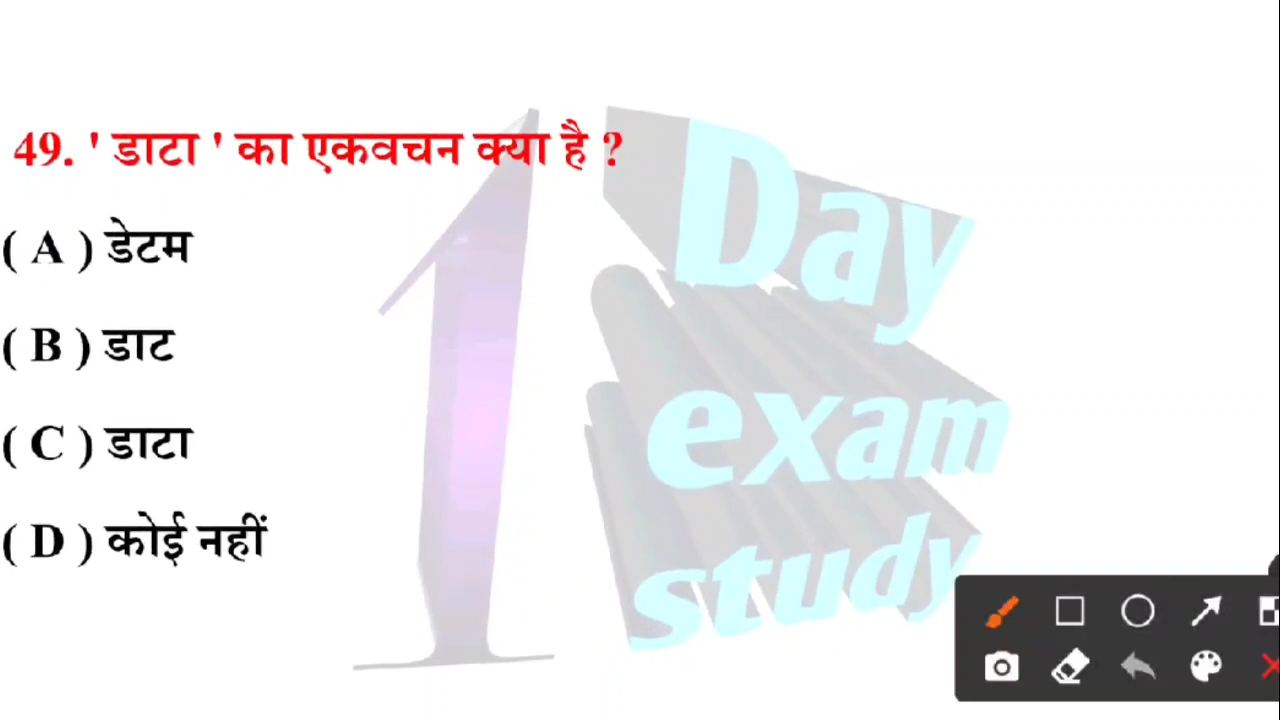 49. ' डाटा ' का एकवचन क्या है ?
( A ) डेटम
( B ) डाट
( C ) डाटा
( D ) कोई नहीं
1 Day
exam
study